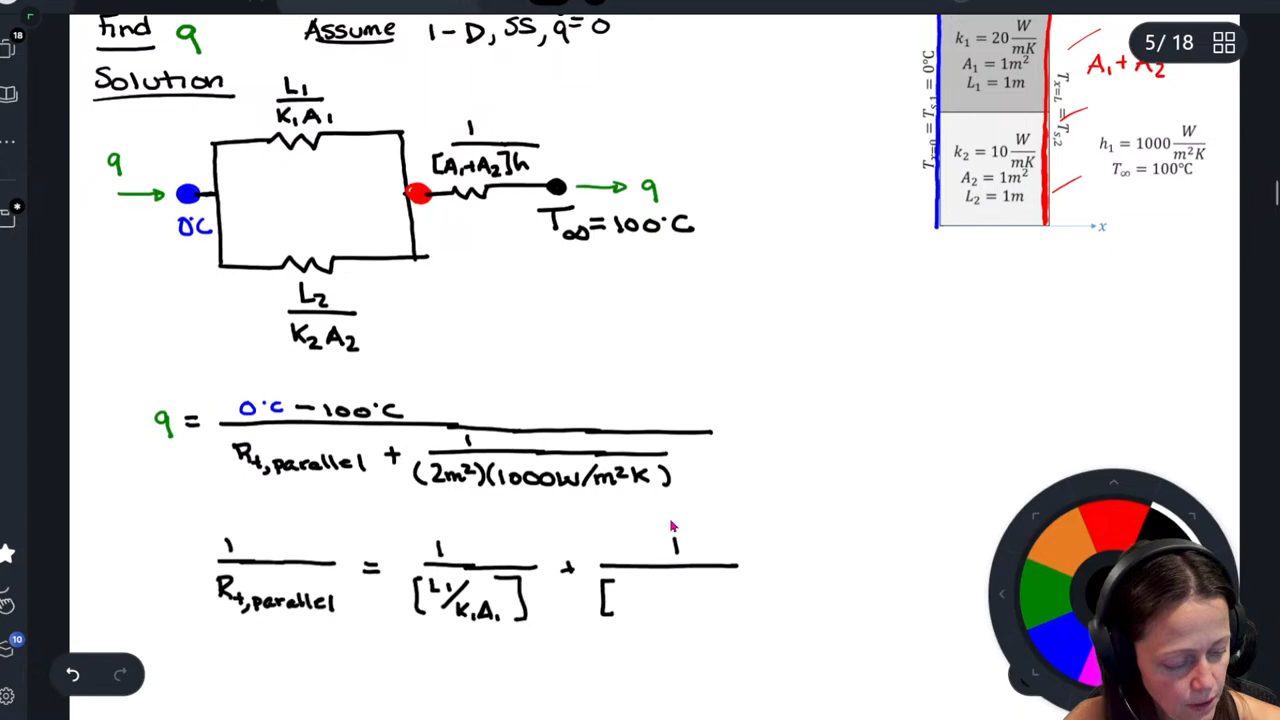 Find q Assume 1-D, SS, q̇=0
Solution
L1
K1A1
1
[A1+A2]h
q
q
0°C
T∞=100°C
L2
K2A2
q = 0°C - 100°C
Rt,parallel + 1
(2m²)(1000W/m²K)
1 = 1 + 1
Rt,parallel [L1/K1A1] [
k₁ = 20 W/mK
A₁ = 1m²
L₁ = 1m
k₂ = 10 W/mK
A₂ = 1m²
L₂ = 1m
Tx=0 = Ts,1 = 0°C
Tx=L = Ts,2
A1+A2
h₁ = 1000 W/m²K
T∞ = 100°C
x
5 / 18
18
10